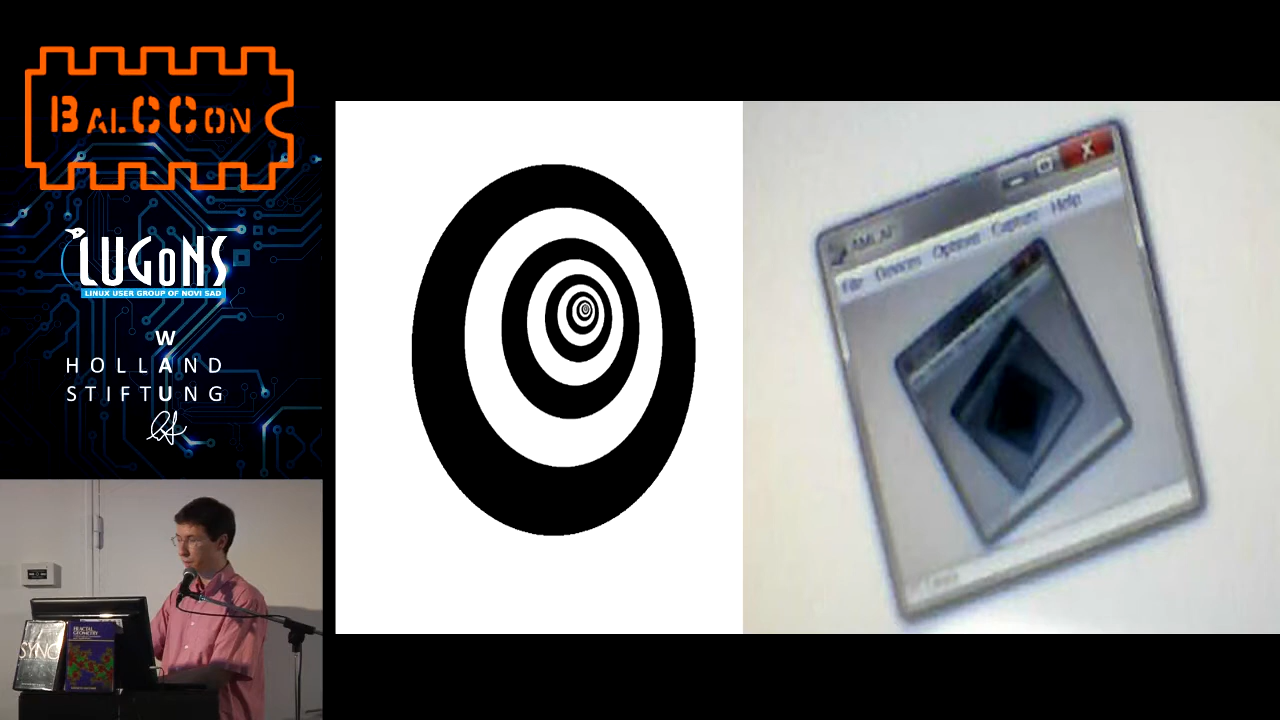 BALCCON
LUGONS
LINUX USER GROUP OF NOVI SAD
W
HOLLAND
STIFTUNG
SYNC
FRACTAL
GEOMETRY
File Devices Options Capture Help